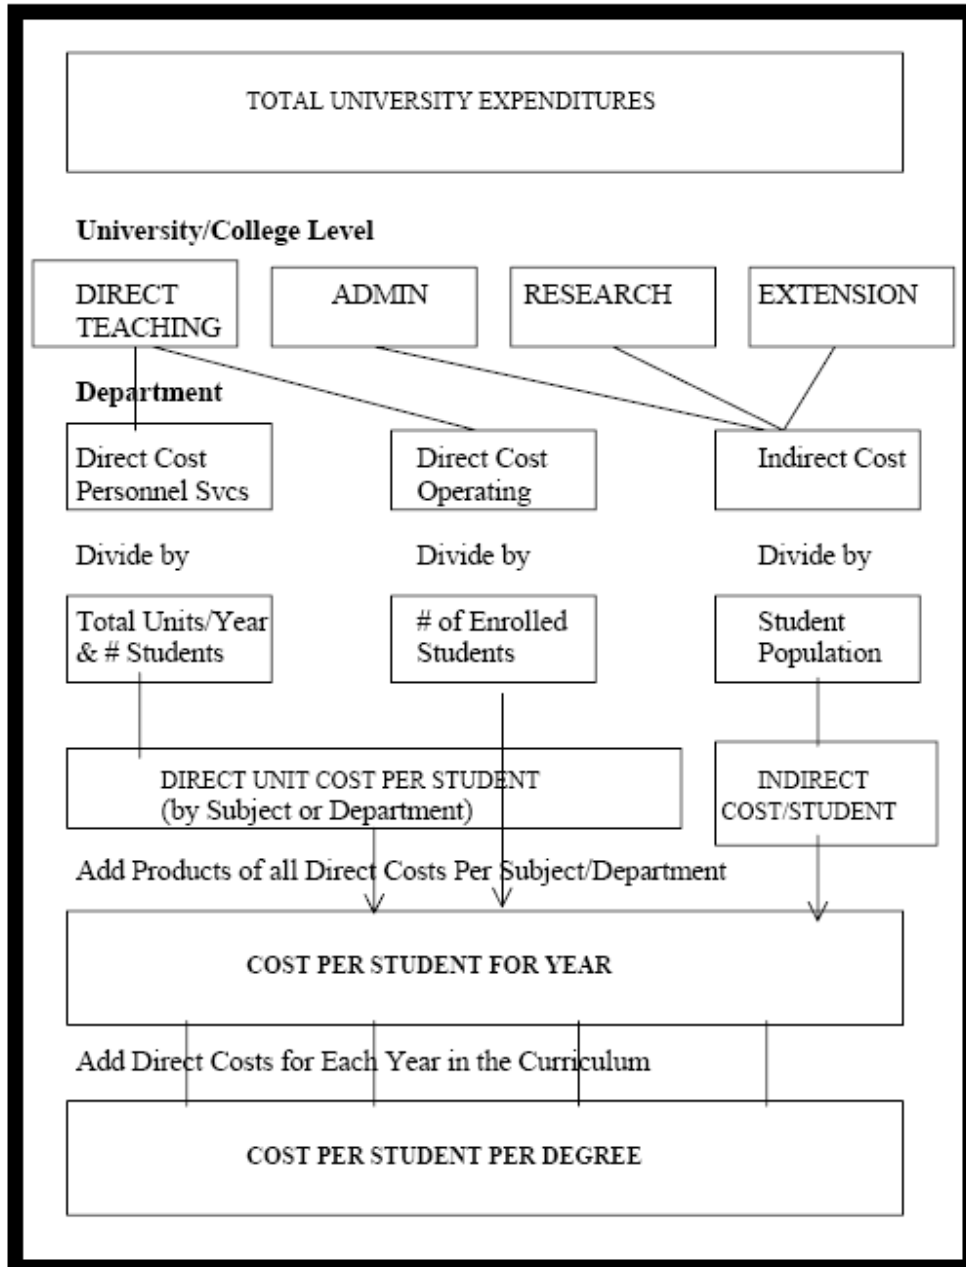 TOTAL UNIVERSITY EXPENDITURES
University/College Level
DIRECT
TEACHING
ADMIN
RESEARCH
EXTENSION
Department
Direct Cost
Personnel Svcs
Direct Cost
Operating
Indirect Cost
Divide by
Divide by
Divide by
Total Units/Year
& # Students
# of Enrolled
Students
Student
Population
DIRECT UNIT COST PER STUDENT
(by Subject or Department)
INDIRECT
COST/STUDENT
Add Products of all Direct Costs Per Subject/Department
COST PER STUDENT FOR YEAR
Add Direct Costs for Each Year in the Curriculum
COST PER STUDENT PER DEGREE